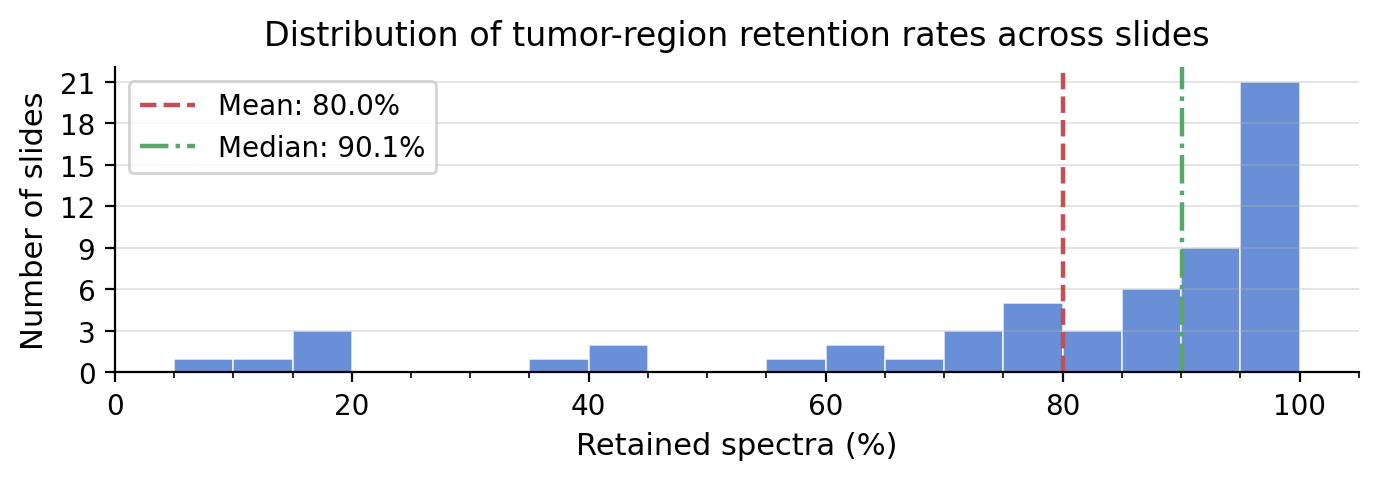 Distribution of tumor-region retention rates across slides
Number of slides
21
18
15
12
9
6
3
0
Mean: 80.0%
Median: 90.1%
0 20 40 60 80 100
Retained spectra (%)